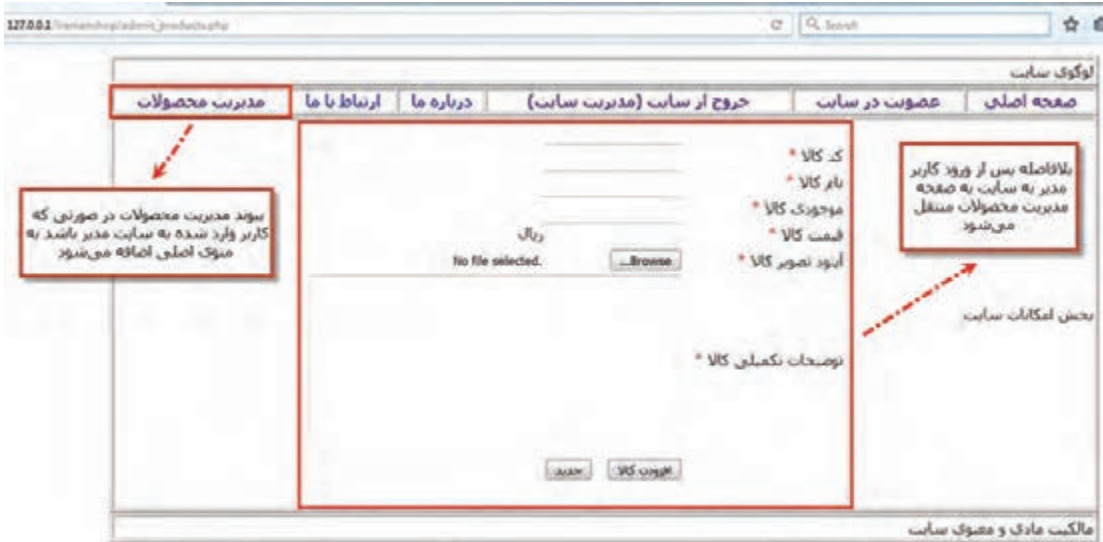 127.0.0.1/iranianshop/admin_products.php
Search
لوگوی سایت
صفحه اصلی
عضویت در سایت
خروج از سایت (مدیریت سایت)
درباره ما
ارتباط با ما
مدیریت محصولات
بلافاصله پس از ورود کاربر
مدیر به سایت به صفحه
مدیریت محصولات منتقل
می‌شود
کد کالا *
نام کالا *
موجودی کالا *
قیمت کالا *
ریال
آپلود تصویر کالا *
Browse...
No file selected.
پیوند مدیریت محصولات در صورتی که
کاربر وارد شده به سایت مدیر باشد به
منوی اصلی اضافه می‌شود
بخش امکانات سایت
توضیحات تکمیلی کالا *
افزودن کالا
جدید
مالکیت مادی و معنوی سایت